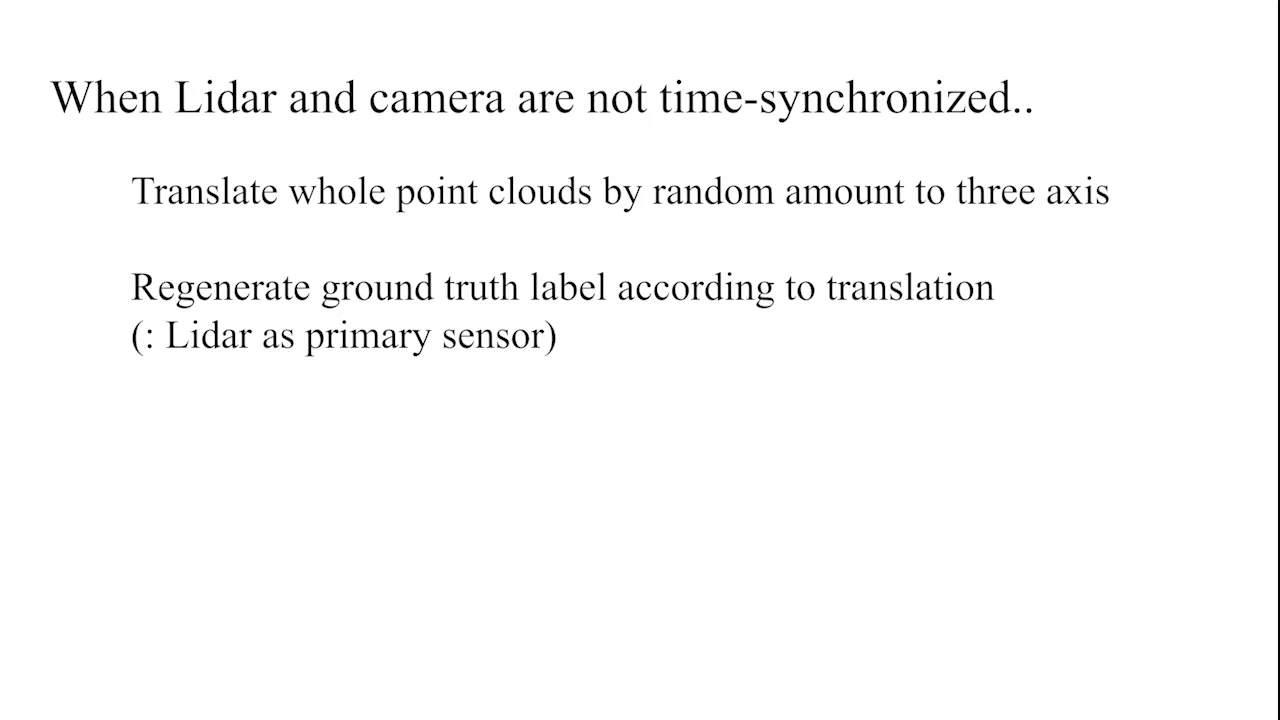 When Lidar and camera are not time-synchronized..
Translate whole point clouds by random amount to three axis
Regenerate ground truth label according to translation
(: Lidar as primary sensor)